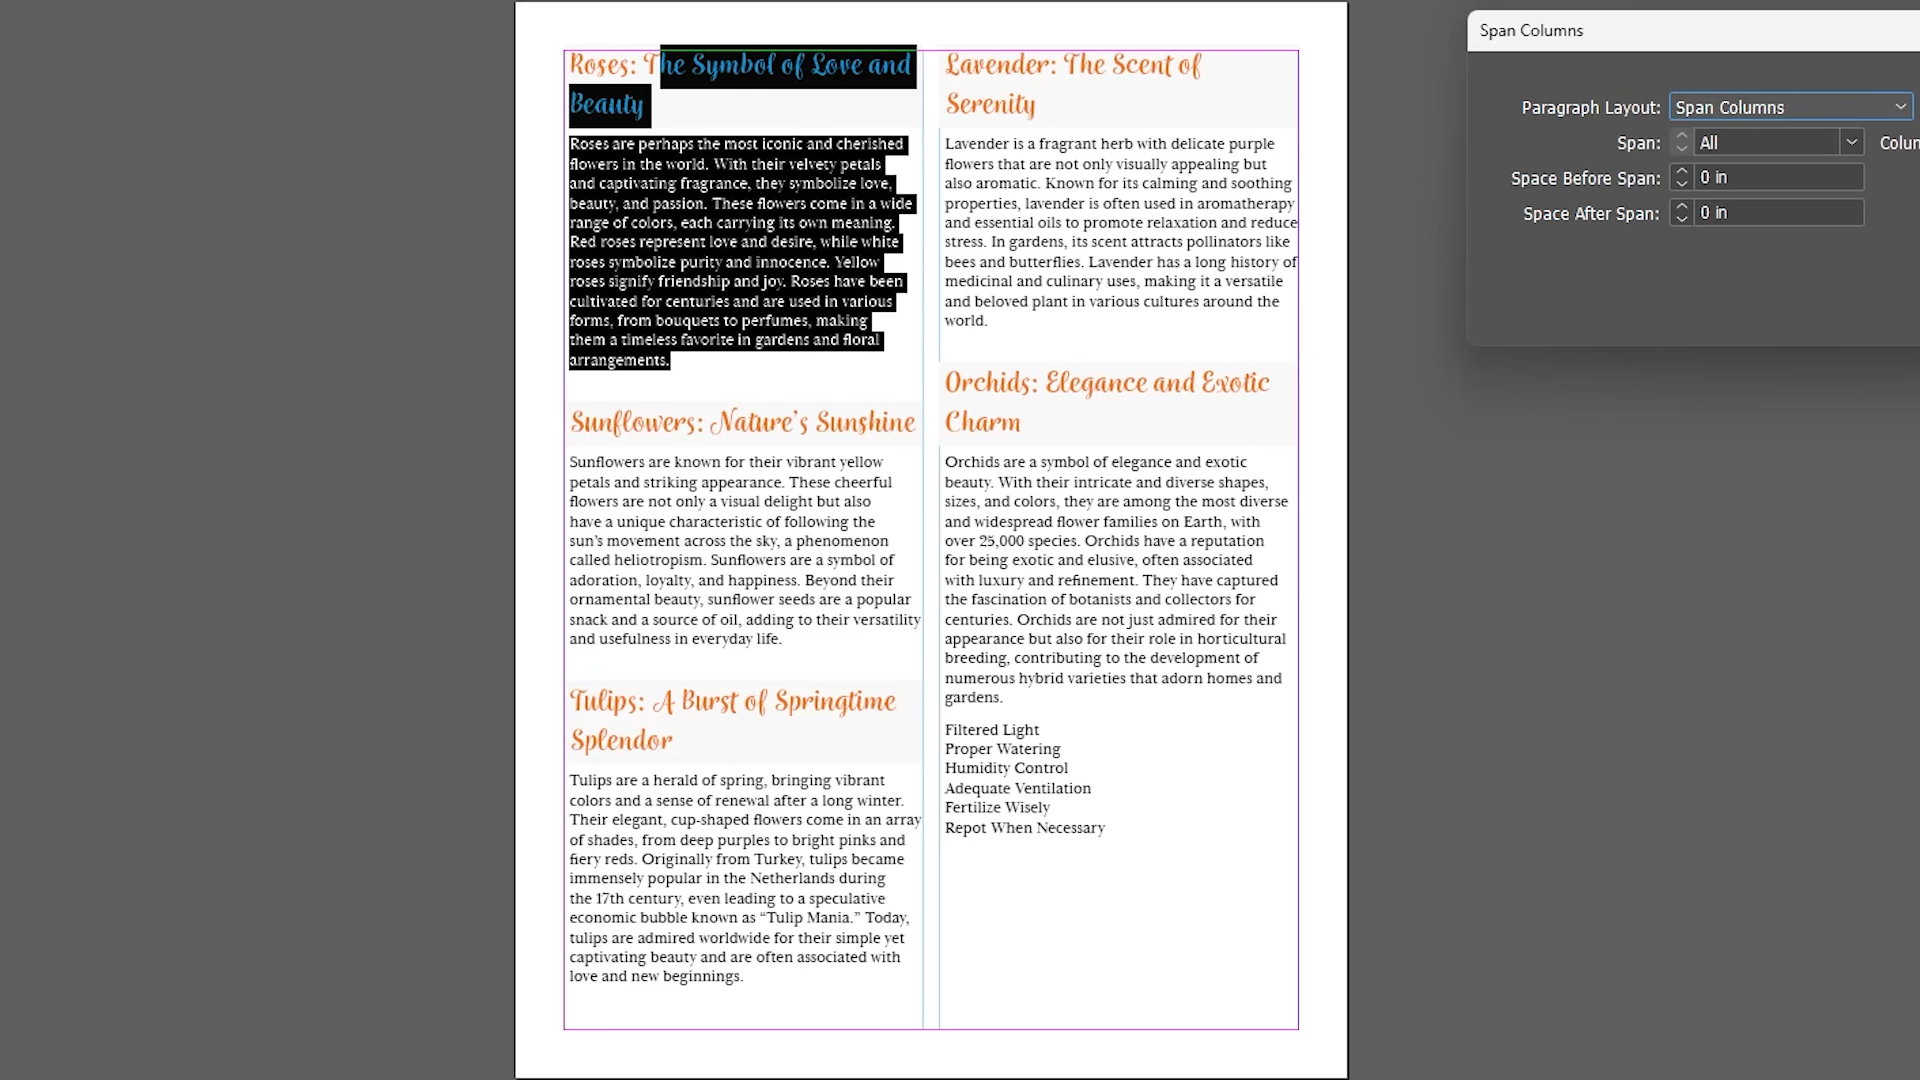 Roses: The Symbol of Love and
Beauty
Roses are perhaps the most iconic and cherished
flowers in the world. With their velvety petals
and captivating fragrance, they symbolize love,
beauty, and passion. These flowers come in a wide
range of colors, each carrying its own meaning.
Red roses represent love and desire, while white
roses symbolize purity and innocence. Yellow
roses signify friendship and joy. Roses have been
cultivated for centuries and are used in various
forms, from bouquets to perfumes, making
them a timeless favorite in gardens and floral
arrangements.
Sunflowers: Nature’s Sunshine
Sunflowers are known for their vibrant yellow
petals and striking appearance. These cheerful
flowers are not only a visual delight but also
have a unique characteristic of following the
sun’s movement across the sky, a phenomenon
called heliotropism. Sunflowers are a symbol of
adoration, loyalty, and happiness. Beyond their
ornamental beauty, sunflower seeds are a popular
snack and a source of oil, adding to their versatility
and usefulness in everyday life.
Tulips: A Burst of Springtime
Splendor
Tulips are a herald of spring, bringing vibrant
colors and a sense of renewal after a long winter.
Their elegant, cup-shaped flowers come in an array
of shades, from deep purples to bright pinks and
fiery reds. Originally from Turkey, tulips became
immensely popular in the Netherlands during
the 17th century, even leading to a speculative
economic bubble known as “Tulip Mania.” Today,
tulips are admired worldwide for their simple yet
captivating beauty and are often associated with
love and new beginnings.
Lavender: The Scent of
Serenity
Lavender is a fragrant herb with delicate purple
flowers that are not only visually appealing but
also aromatic. Known for its calming and soothing
properties, lavender is often used in aromatherapy
and essential oils to promote relaxation and reduce
stress. In gardens, its scent attracts pollinators like
bees and butterflies. Lavender has a long history of
medicinal and culinary uses, making it a versatile
and beloved plant in various cultures around the
world.
Orchids: Elegance and Exotic
Charm
Orchids are a symbol of elegance and exotic
beauty. With their intricate and diverse shapes,
sizes, and colors, they are among the most diverse
and widespread flower families on Earth, with
over 25,000 species. Orchids have a reputation
for being exotic and elusive, often associated
with luxury and refinement. They have captured
the fascination of botanists and collectors for
centuries. Orchids are not just admired for their
appearance but also for their role in horticultural
breeding, contributing to the development of
numerous hybrid varieties that adorn homes and
gardens.
Filtered Light
Proper Watering
Humidity Control
Adequate Ventilation
Fertilize Wisely
Repot When Necessary
Span Columns
Paragraph Layout: Span Columns
Span: All Colun
Space Before Span: 0 in
Space After Span: 0 in